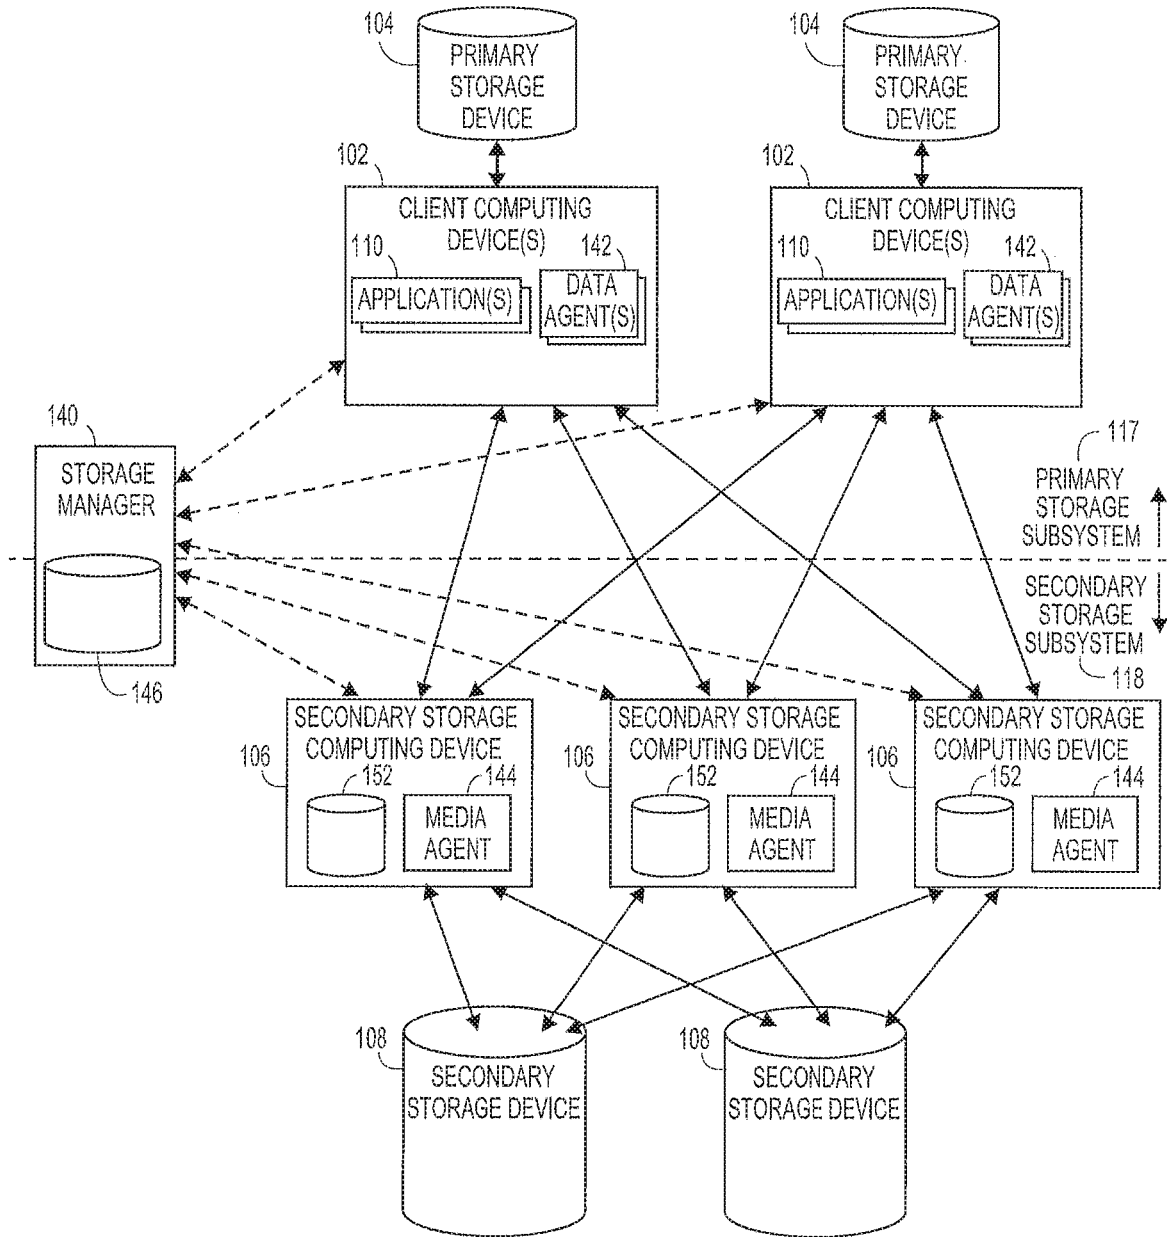 104
PRIMARY
STORAGE
DEVICE
104
PRIMARY
STORAGE
DEVICE
102
CLIENT COMPUTING
DEVICE(S)
110
142
APPLICATION(S)
DATA
AGENT(S)
102
CLIENT COMPUTING
DEVICE(S)
110
142
APPLICATION(S)
DATA
AGENT(S)
140
STORAGE
MANAGER
146
117
PRIMARY
STORAGE
SUBSYSTEM
SECONDARY
STORAGE
SUBSYSTEM
118
SECONDARY STORAGE
COMPUTING DEVICE
106
152
144
MEDIA
AGENT
SECONDARY STORAGE
COMPUTING DEVICE
106
152
144
MEDIA
AGENT
SECONDARY STORAGE
COMPUTING DEVICE
106
152
144
MEDIA
AGENT
108
SECONDARY
STORAGE DEVICE
108
SECONDARY
STORAGE DEVICE